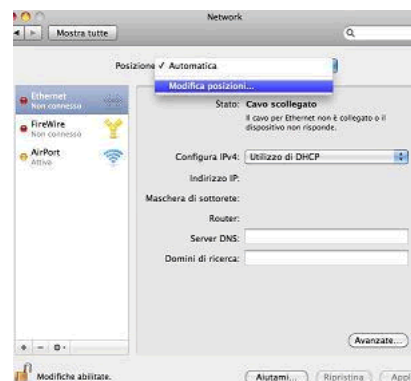 Network
Mostra tutte
Posizione ✓ Automatica
Modifica posizioni...
Ethernet
Non connesso
FireWire
Non connesso
AirPort
Attiva
Stato: Cavo scollegato
Il cavo per Ethernet non è collegato o il
dispositivo non risponde.
Configura IPv4: Utilizzo di DHCP
Indirizzo IP:
Maschera di sottorete:
Router:
Server DNS:
Domini di ricerca:
Avanzate...
Modifiche abilitate.
Aiutami...
Ripristina
Appl